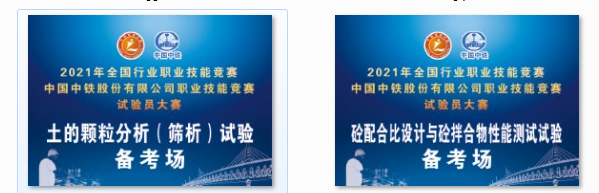 中国中铁
2021年全国行业职业技能竞赛
中国中铁股份有限公司职业技能竞赛
试验员大赛
土的颗粒分析（筛析）试验
备考场
中国中铁
2021年全国行业职业技能竞赛
中国中铁股份有限公司职业技能竞赛
试验员大赛
砼配合比设计与砼拌合物性能测试试验
备考场